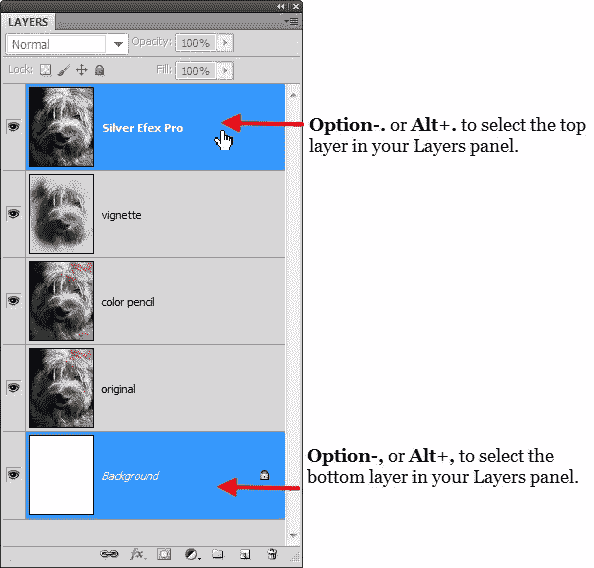 LAYERS
Normal Opacity: 100%
Lock: Fill: 100%
Silver Efex Pro
Option-. or Alt+. to select the top
layer in your Layers panel.
vignette
color pencil
original
Background
Option-, or Alt+, to select the
bottom layer in your Layers panel.
fx.